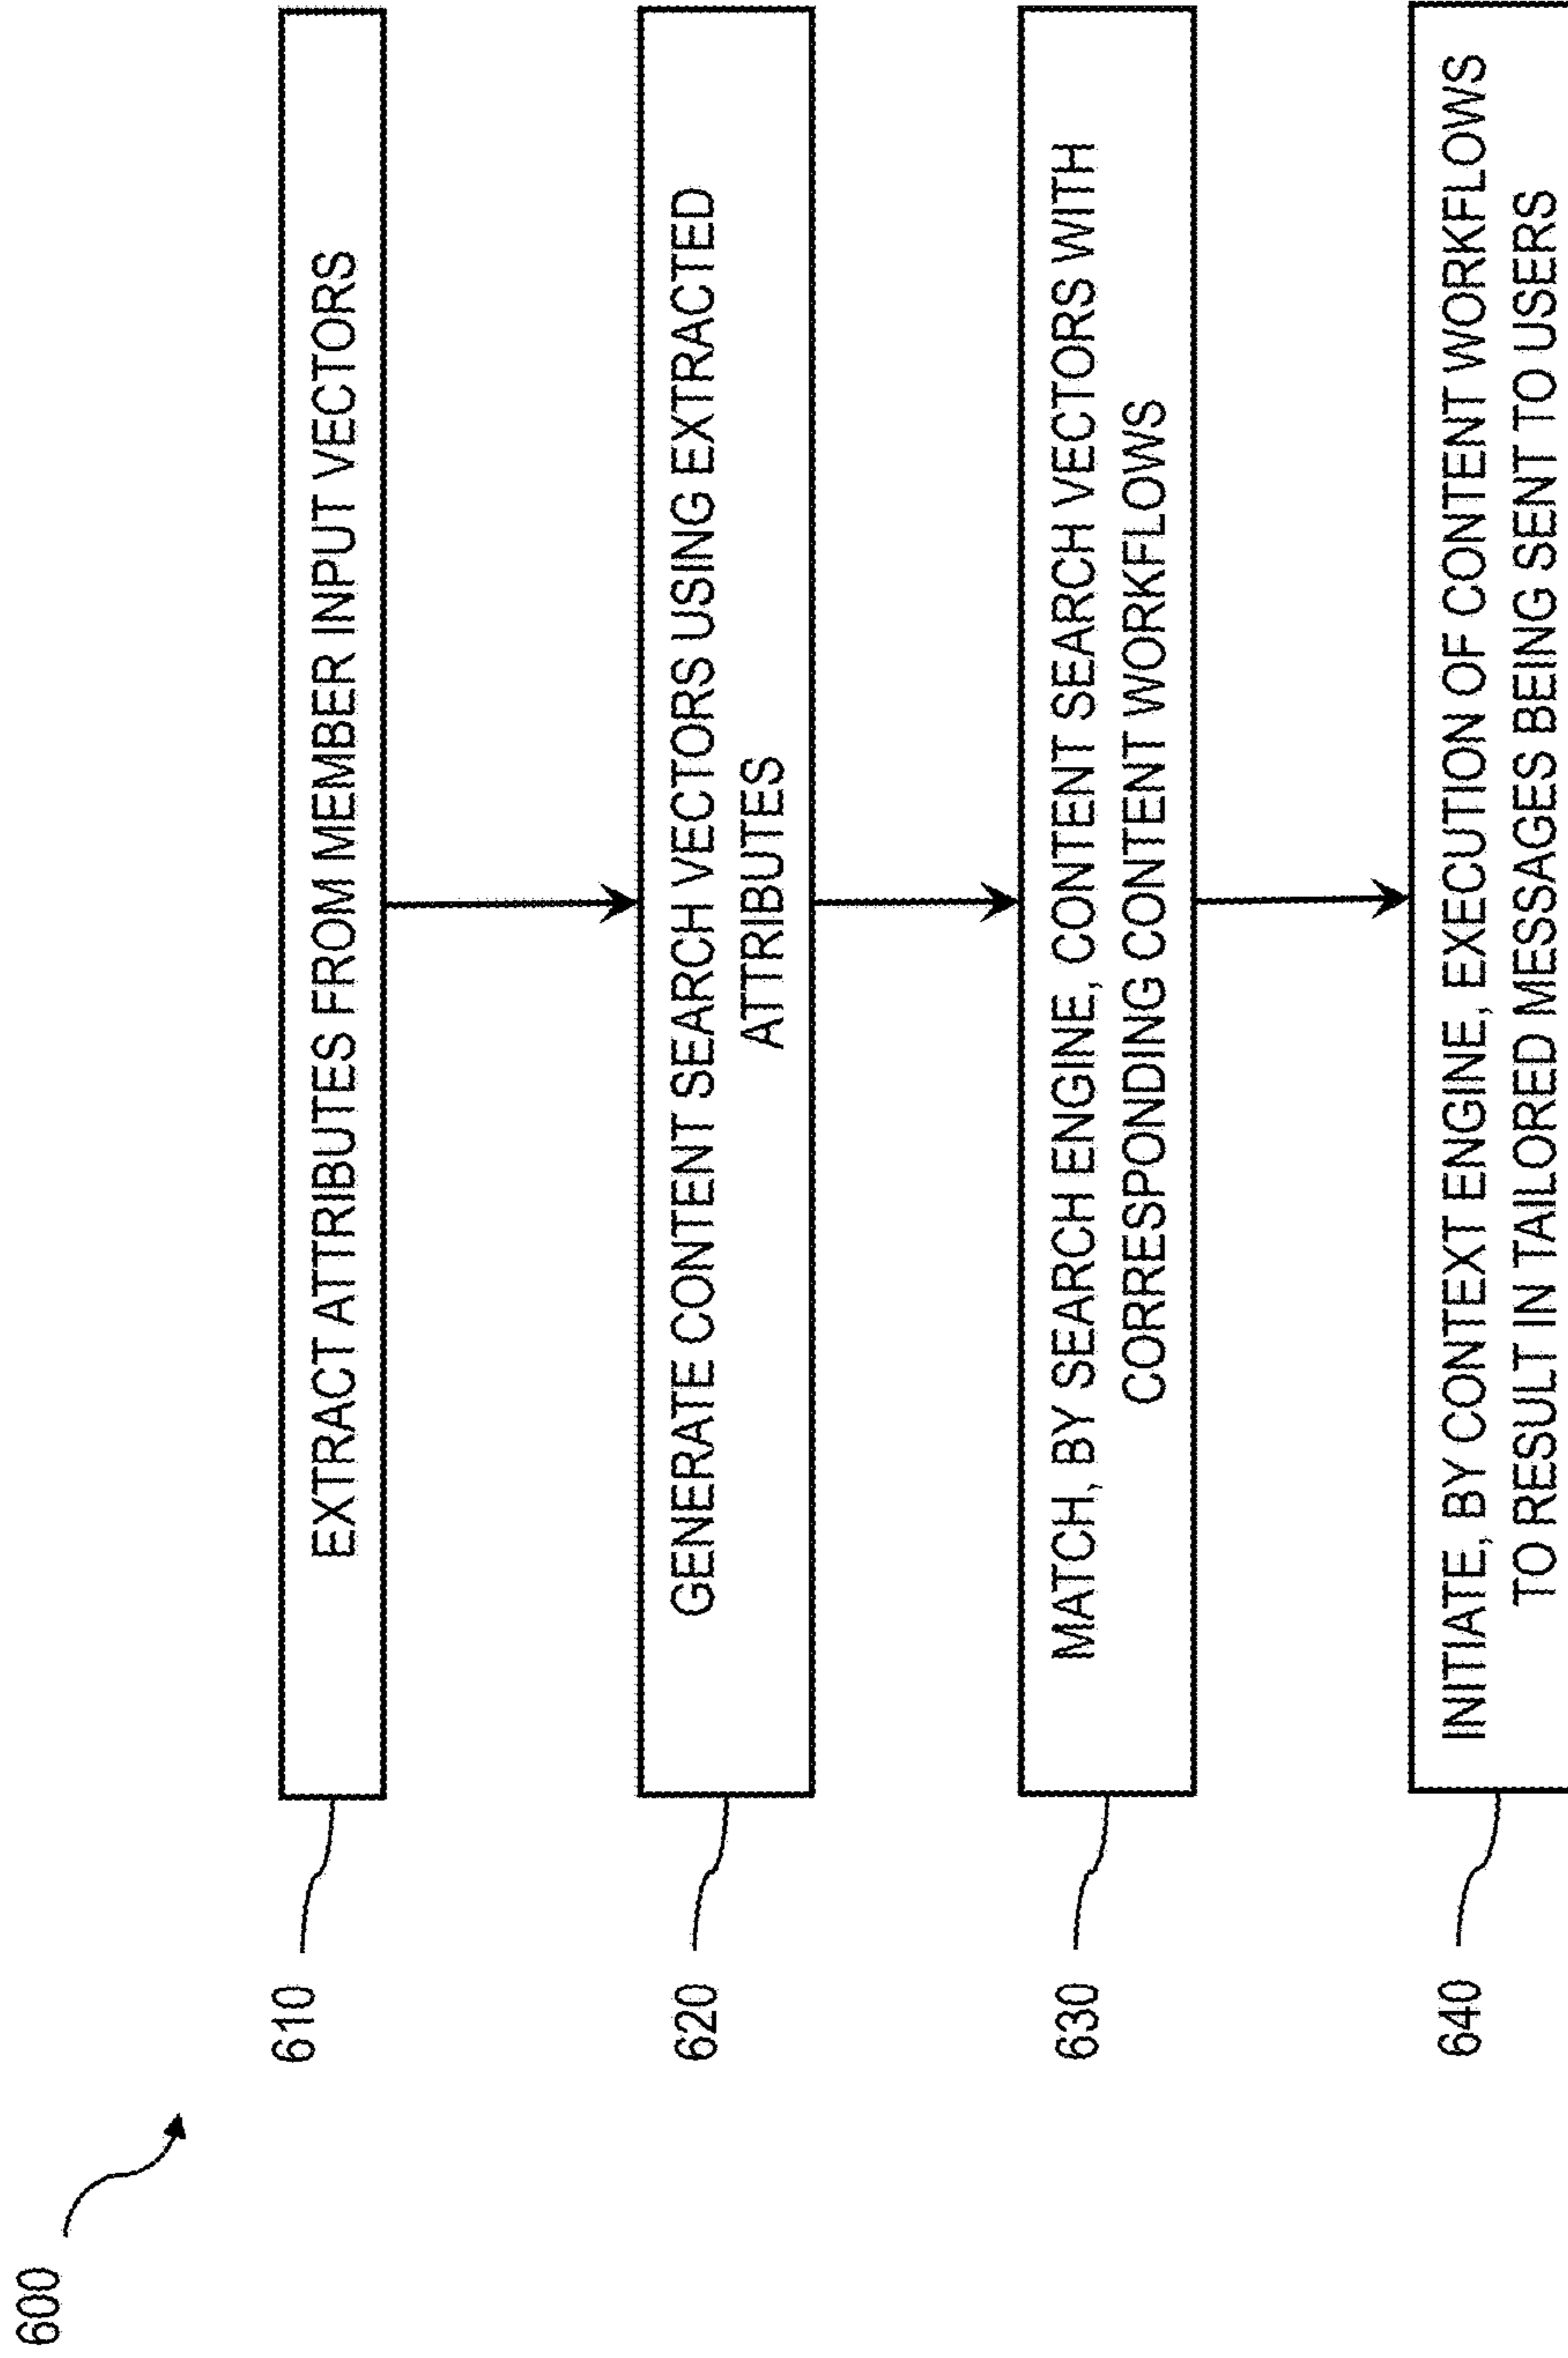 600
610
EXTRACT ATTRIBUTES FROM MEMBER INPUT VECTORS
620
GENERATE CONTENT SEARCH VECTORS USING EXTRACTED
ATTRIBUTES
630
MATCH, BY SEARCH ENGINE, CONTENT SEARCH VECTORS WITH
CORRESPONDING CONTENT WORKFLOWS
640
INITIATE, BY CONTEXT ENGINE, EXECUTION OF CONTENT WORKFLOWS
TO RESULT IN TAILORED MESSAGES BEING SENT TO USERS